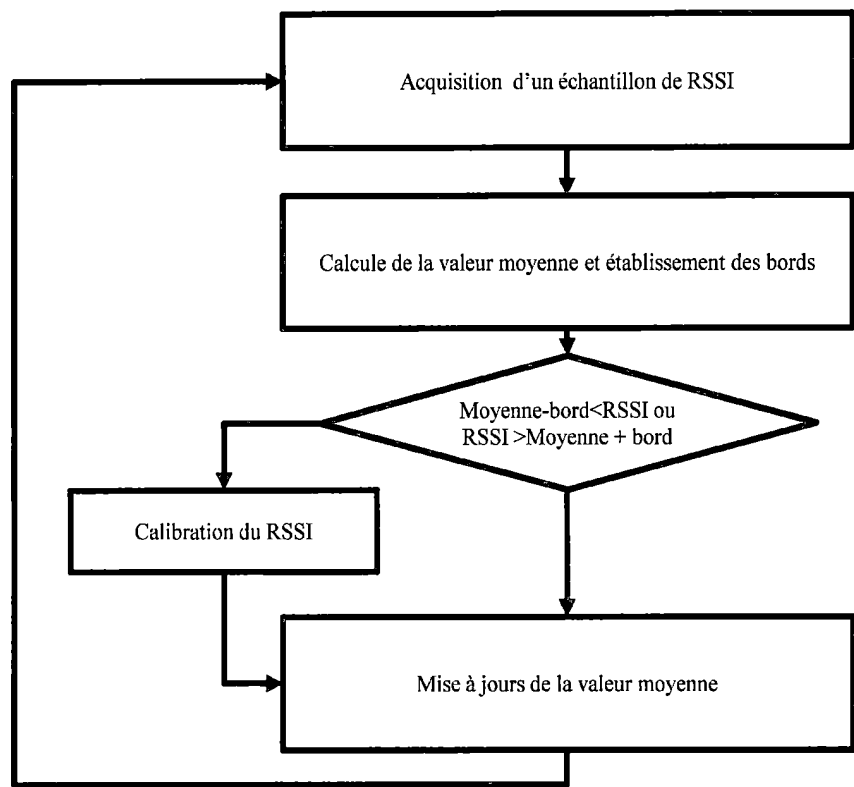 Acquisition d'un échantillon de RSSI
Calcule de la valeur moyenne et établissement des bords
Moyenne-bord<RSSI ou
RSSI >Moyenne + bord
Calibration du RSSI
Mise à jours de la valeur moyenne